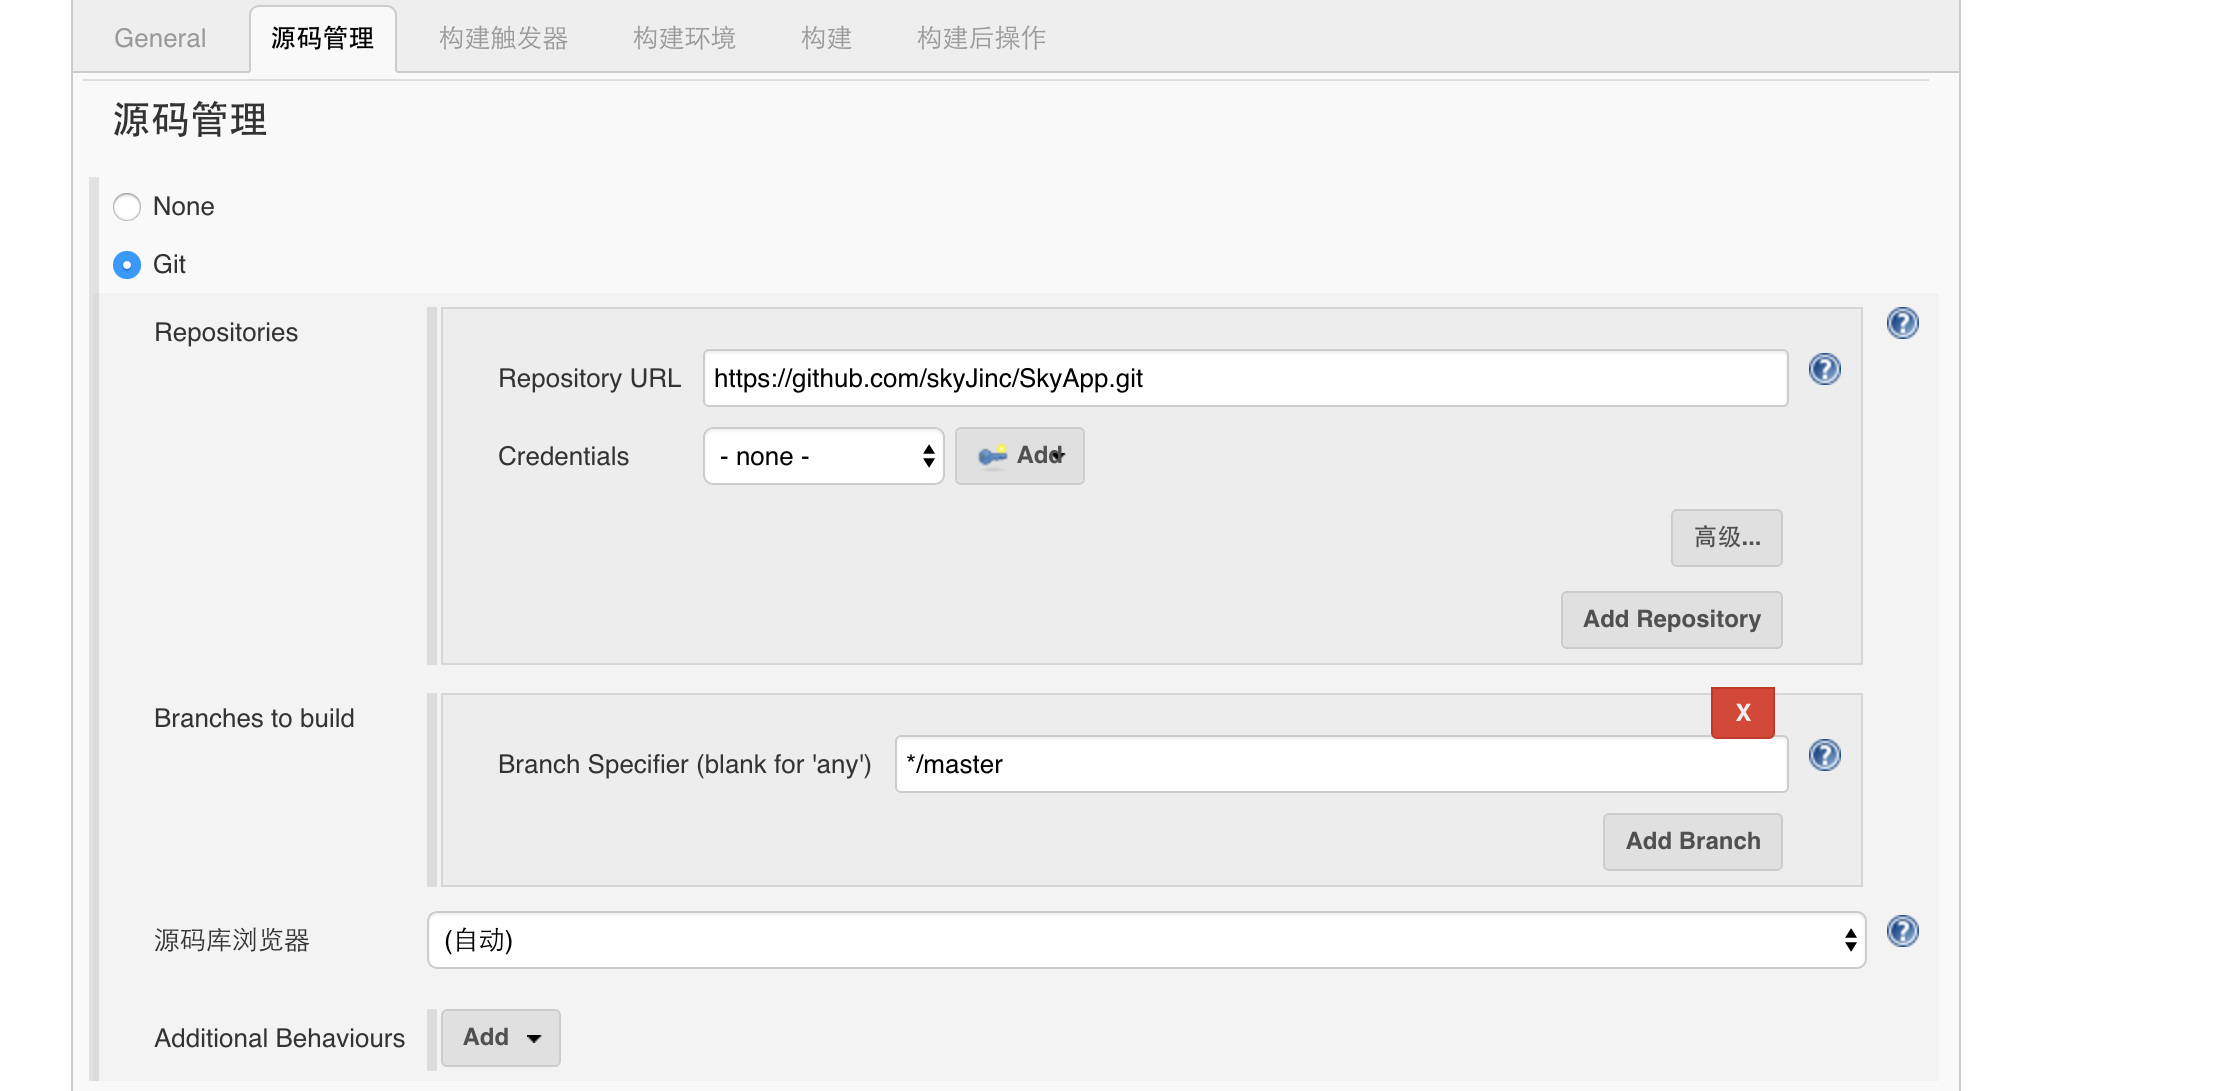 General 源码管理 构建触发器 构建环境 构建 构建后操作
源码管理
None
Git
Repositories
Repository URL https://github.com/skyJinc/SkyApp.git
Credentials - none - Add
高级...
Add Repository
Branches to build
X
Branch Specifier (blank for 'any') */master
Add Branch
源码库浏览器 (自动)
Additional Behaviours Add